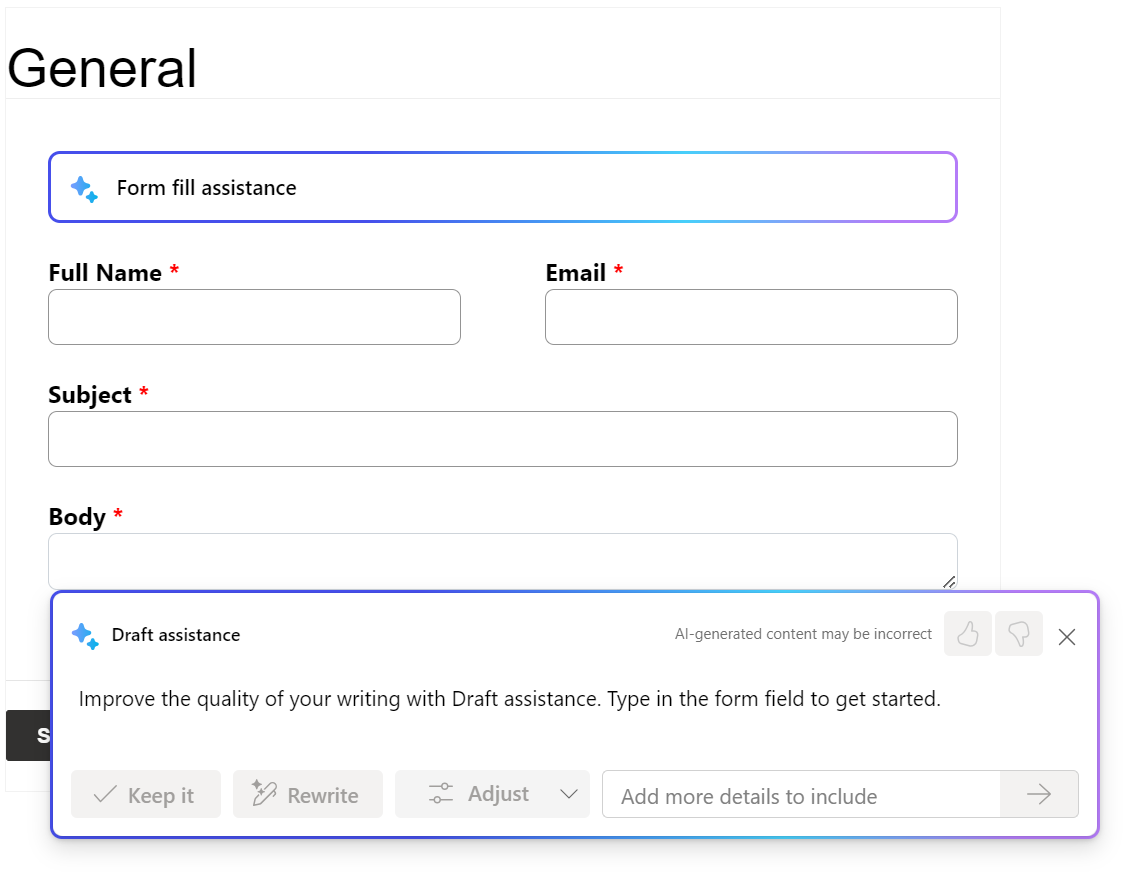 General
Form fill assistance
Full Name * Email *
Subject *
Body *
Draft assistance AI-generated content may be incorrect
Improve the quality of your writing with Draft assistance. Type in the form field to get started.
S
Keep it Rewrite Adjust Add more details to include